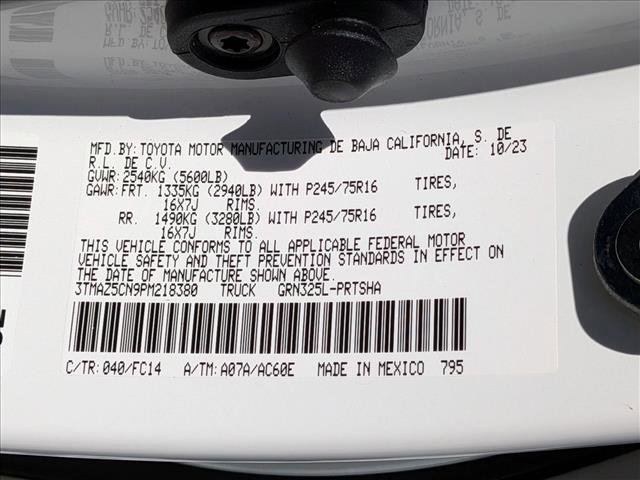 MFD. BY: TOYOTA MOTOR MANUFACTURING DE BAJA CALIFORNIA, S. DE
R.L. DE C.V. DATE: 10/23
GVWR: 2540KG (5600LB)
GAWR: FRT. 1335KG (2940LB) WITH P245/75R16 TIRES,
16X7J RIMS.
RR. 1490KG (3280LB) WITH P245/75R16 TIRES,
16X7J RIMS.
THIS VEHICLE CONFORMS TO ALL APPLICABLE FEDERAL MOTOR
VEHICLE SAFETY AND THEFT PREVENTION STANDARDS IN EFFECT ON
THE DATE OF MANUFACTURE SHOWN ABOVE.
3TMAZ5CN9PM218380 TRUCK GRN325L-PRTSHA
C/TR: 040/FC14 A/TM: A07A/AC60E MADE IN MEXICO 795